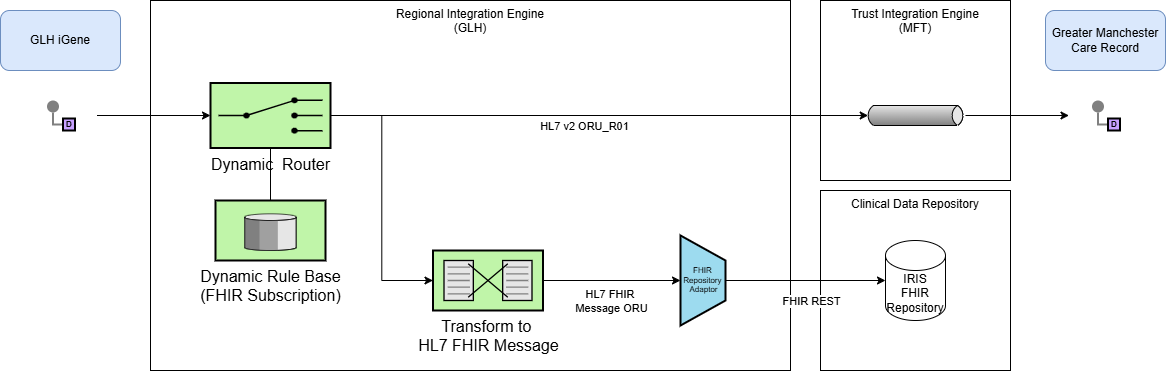 GLH iGene
Regional Integration Engine
(GLH)
Trust Integration Engine
(MFT)
Greater Manchester
Care Record
D
Dynamic Router
HL7 v2 ORU_R01
D
Dynamic Rule Base
(FHIR Subscription)
Clinical Data Repository
Transform to
HL7 FHIR Message
HL7 FHIR
Message ORU
FHIR
Repository
Adaptor
FHIR REST
IRIS
FHIR
Repository